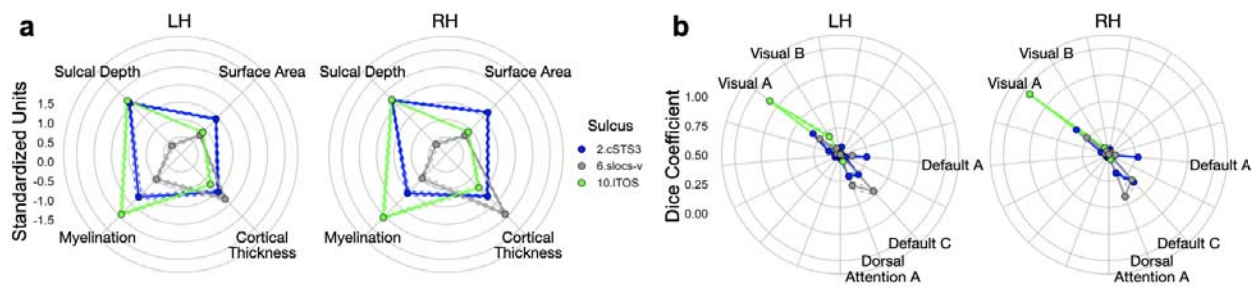 a
LH
RH
Sulcal Depth
Surface Area
Sulcal Depth
Surface Area
Standardized Units
1.5
1.0
0.5
0.0
-0.5
-1.0
-1.5
Myelination
Cortical
Thickness
Myelination
Cortical
Thickness
Sulcus
2.cSTS3
6.slocs-v
10.lTOS
b
LH
RH
Visual B
Visual A
Visual B
Visual A
Dice Coefficient
1.00
0.75
0.50
0.25
0.00
Default A
Default A
Default C
Dorsal
Attention A
Default C
Dorsal
Attention A